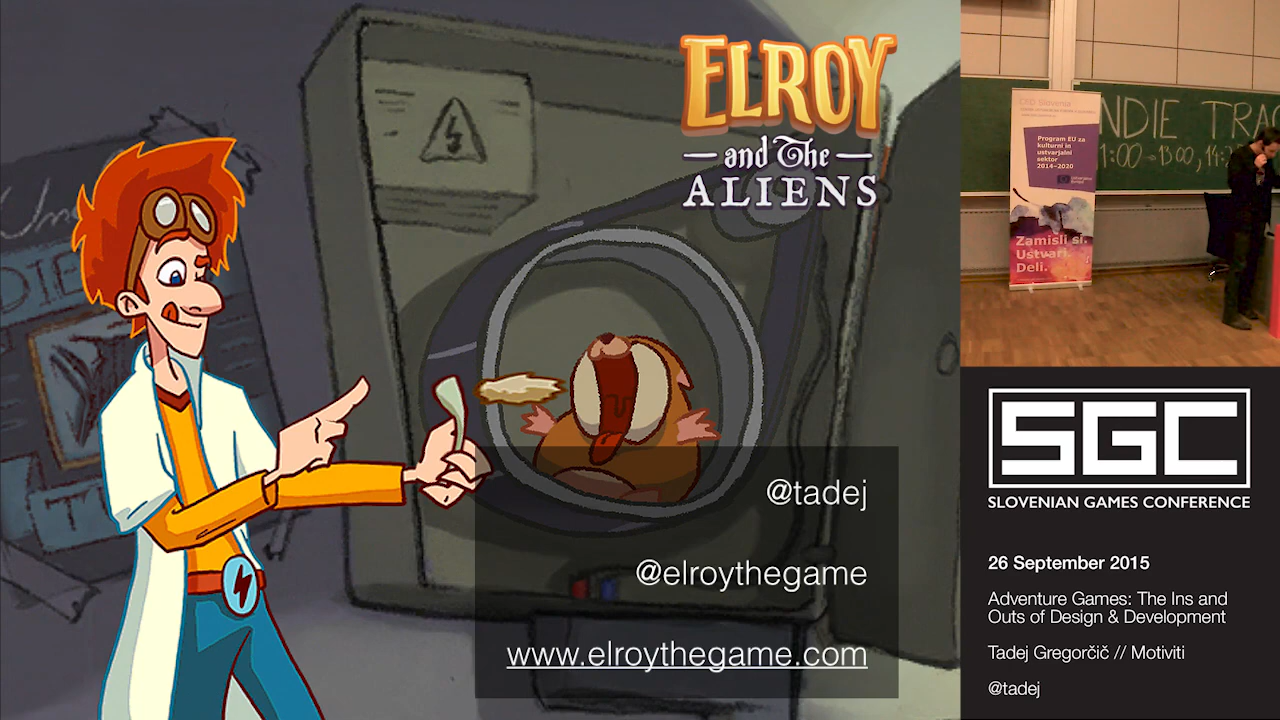 ELROY
and The
ALIENS
@tadej
@elroythegame
www.elroythegame.com
Program EU za
kulturni in
ustvarjalni
sektor
2014-2020
Zamisli si.
Ustvari.
Deli.
SGC
SLOVENIAN GAMES CONFERENCE
26 September 2015
Adventure Games: The Ins and
Outs of Design & Development
Tadej Gregorčič // Motiviti
@tadej